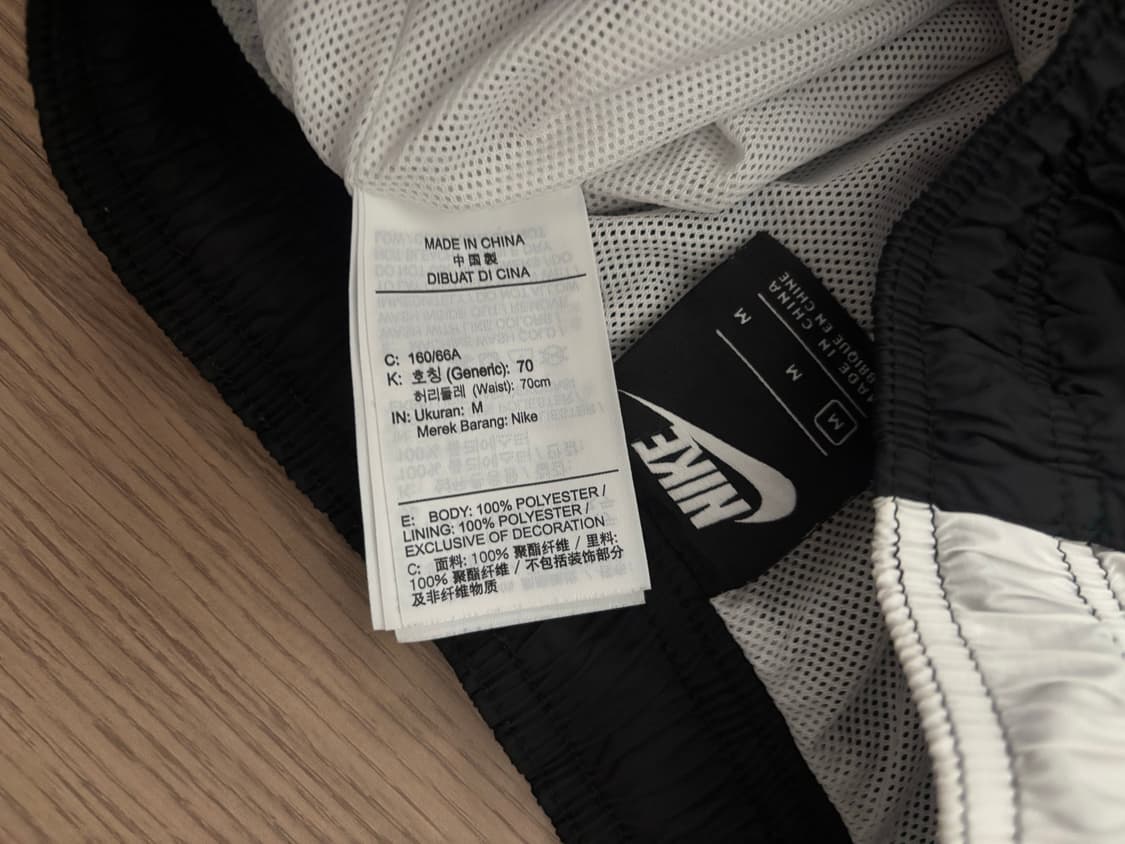 MADE IN CHINA
中国製
DIBUAT DI CINA
C: 160/66A
K: 호칭 (Generic): 70
허리둘레 (Waist): 70cm
IN: Ukuran: M
Merek Barang: Nike
E: BODY: 100% POLYESTER /
LINING: 100% POLYESTER /
EXCLUSIVE OF DECORATION
C: 面料: 100% 聚酯纤维 / 里料:
100% 聚酯纤维 / 不包括装饰部分
及非纤维物质
NIKE
M
M
M
MADE IN CHINA
FABRIQUE EN CHINE